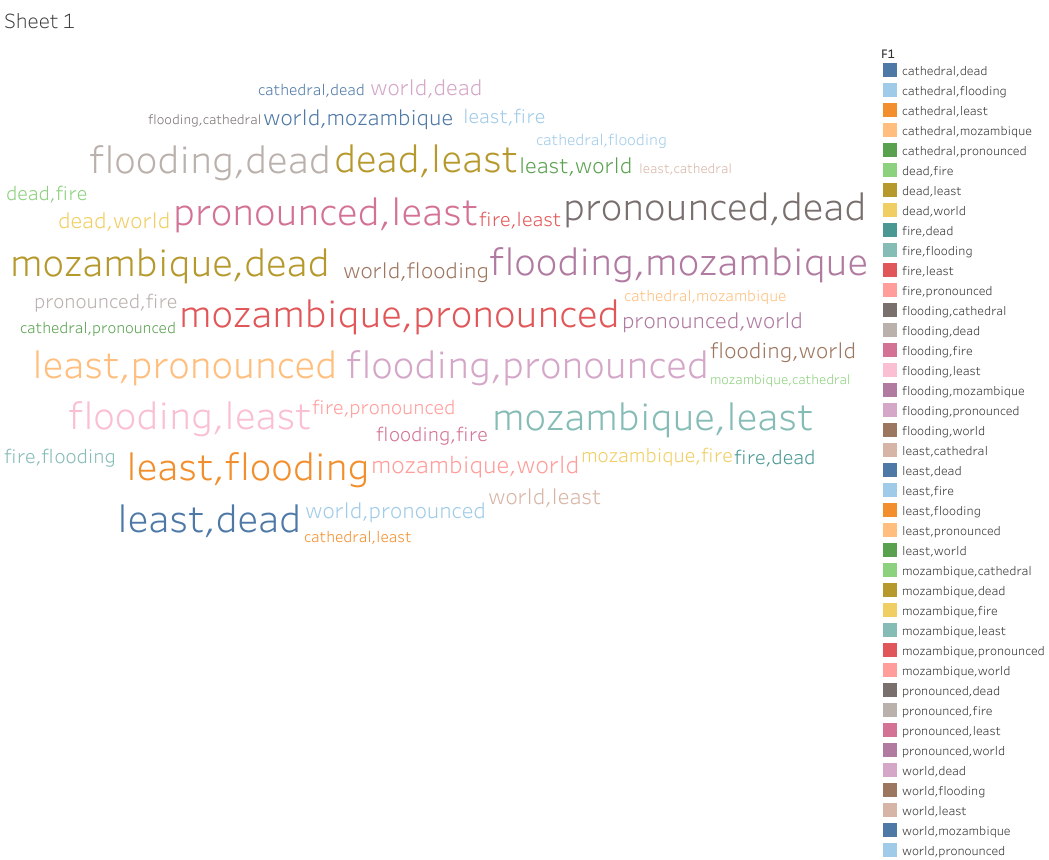 Sheet 1
cathedral,dead world,dead
flooding,cathedral world,mozambique least,fire
cathedral,flooding
flooding,dead dead,least least,world least,cathedral
dead,fire
dead,world pronounced,least fire,least pronounced,dead
mozambique,dead world,flooding flooding,mozambique
pronounced,fire mozambique,pronounced cathedral,mozambique
cathedral,pronounced pronounced,world
least,pronounced flooding,pronounced flooding,world
mozambique,cathedral
flooding,least fire,pronounced mozambique,least
flooding,fire
fire,flooding least,flooding mozambique,world mozambique,fire fire,dead
world,least
least,dead world,pronounced
cathedral,least
F1
cathedral,dead
cathedral,flooding
cathedral,least
cathedral,mozambique
cathedral,pronounced
dead,fire
dead,least
dead,world
fire,dead
fire,flooding
fire,least
fire,pronounced
flooding,cathedral
flooding,dead
flooding,fire
flooding,least
flooding,mozambique
flooding,pronounced
flooding,world
least,cathedral
least,dead
least,fire
least,flooding
least,pronounced
least,world
mozambique,cathedral
mozambique,dead
mozambique,fire
mozambique,least
mozambique,pronounced
mozambique,world
pronounced,dead
pronounced,fire
pronounced,least
pronounced,world
world,dead
world,flooding
world,least
world,mozambique
world,pronounced